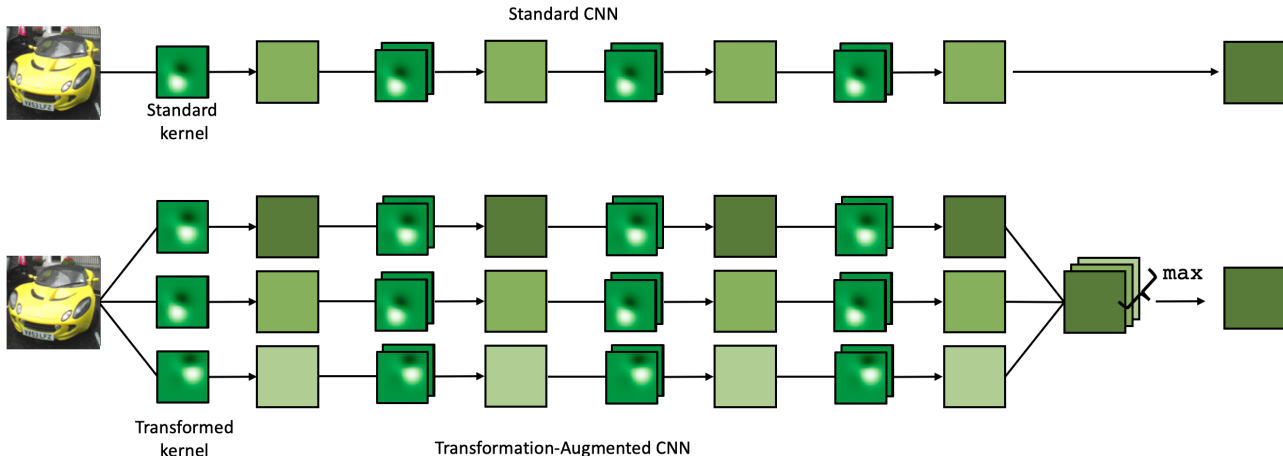 Standard CNN
Standard
kernel
max
Transformed
kernel
Transformation-Augmented CNN